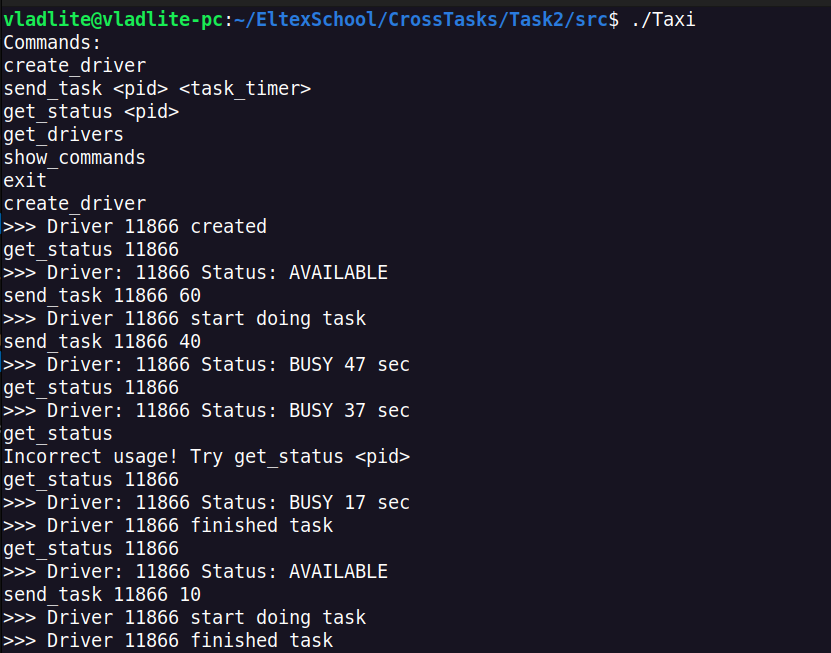 vladlite@vladlite-pc:~/EltexSchool/CrossTasks/Task2/src$ ./Taxi
Commands:
create_driver
send_task <pid> <task_timer>
get_status <pid>
get_drivers
show_commands
exit
create_driver
>>> Driver 11866 created
get_status 11866
>>> Driver: 11866 Status: AVAILABLE
send_task 11866 60
>>> Driver 11866 start doing task
send_task 11866 40
>>> Driver: 11866 Status: BUSY 47 sec
get_status 11866
>>> Driver: 11866 Status: BUSY 37 sec
get_status
Incorrect usage! Try get_status <pid>
get_status 11866
>>> Driver: 11866 Status: BUSY 17 sec
>>> Driver 11866 finished task
get_status 11866
>>> Driver: 11866 Status: AVAILABLE
send_task 11866 10
>>> Driver 11866 start doing task
>>> Driver 11866 finished task